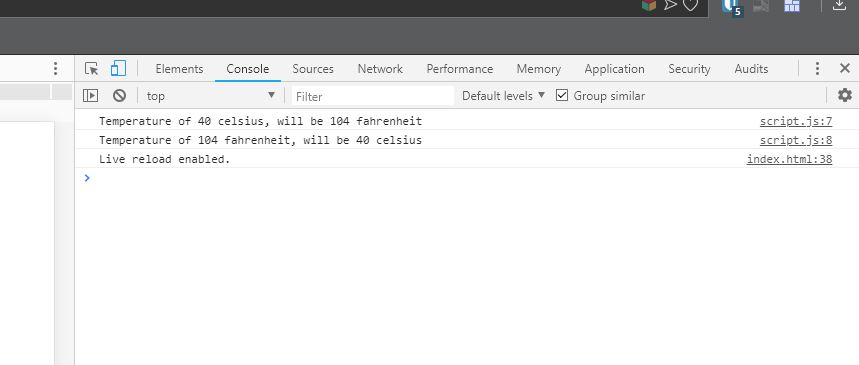 5
Elements Console Sources Network Performance Memory Application Security Audits
top Filter Default levels Group similar
Temperature of 40 celsius, will be 104 fahrenheit script.js:7
Temperature of 104 fahrenheit, will be 40 celsius script.js:8
Live reload enabled. index.html:38